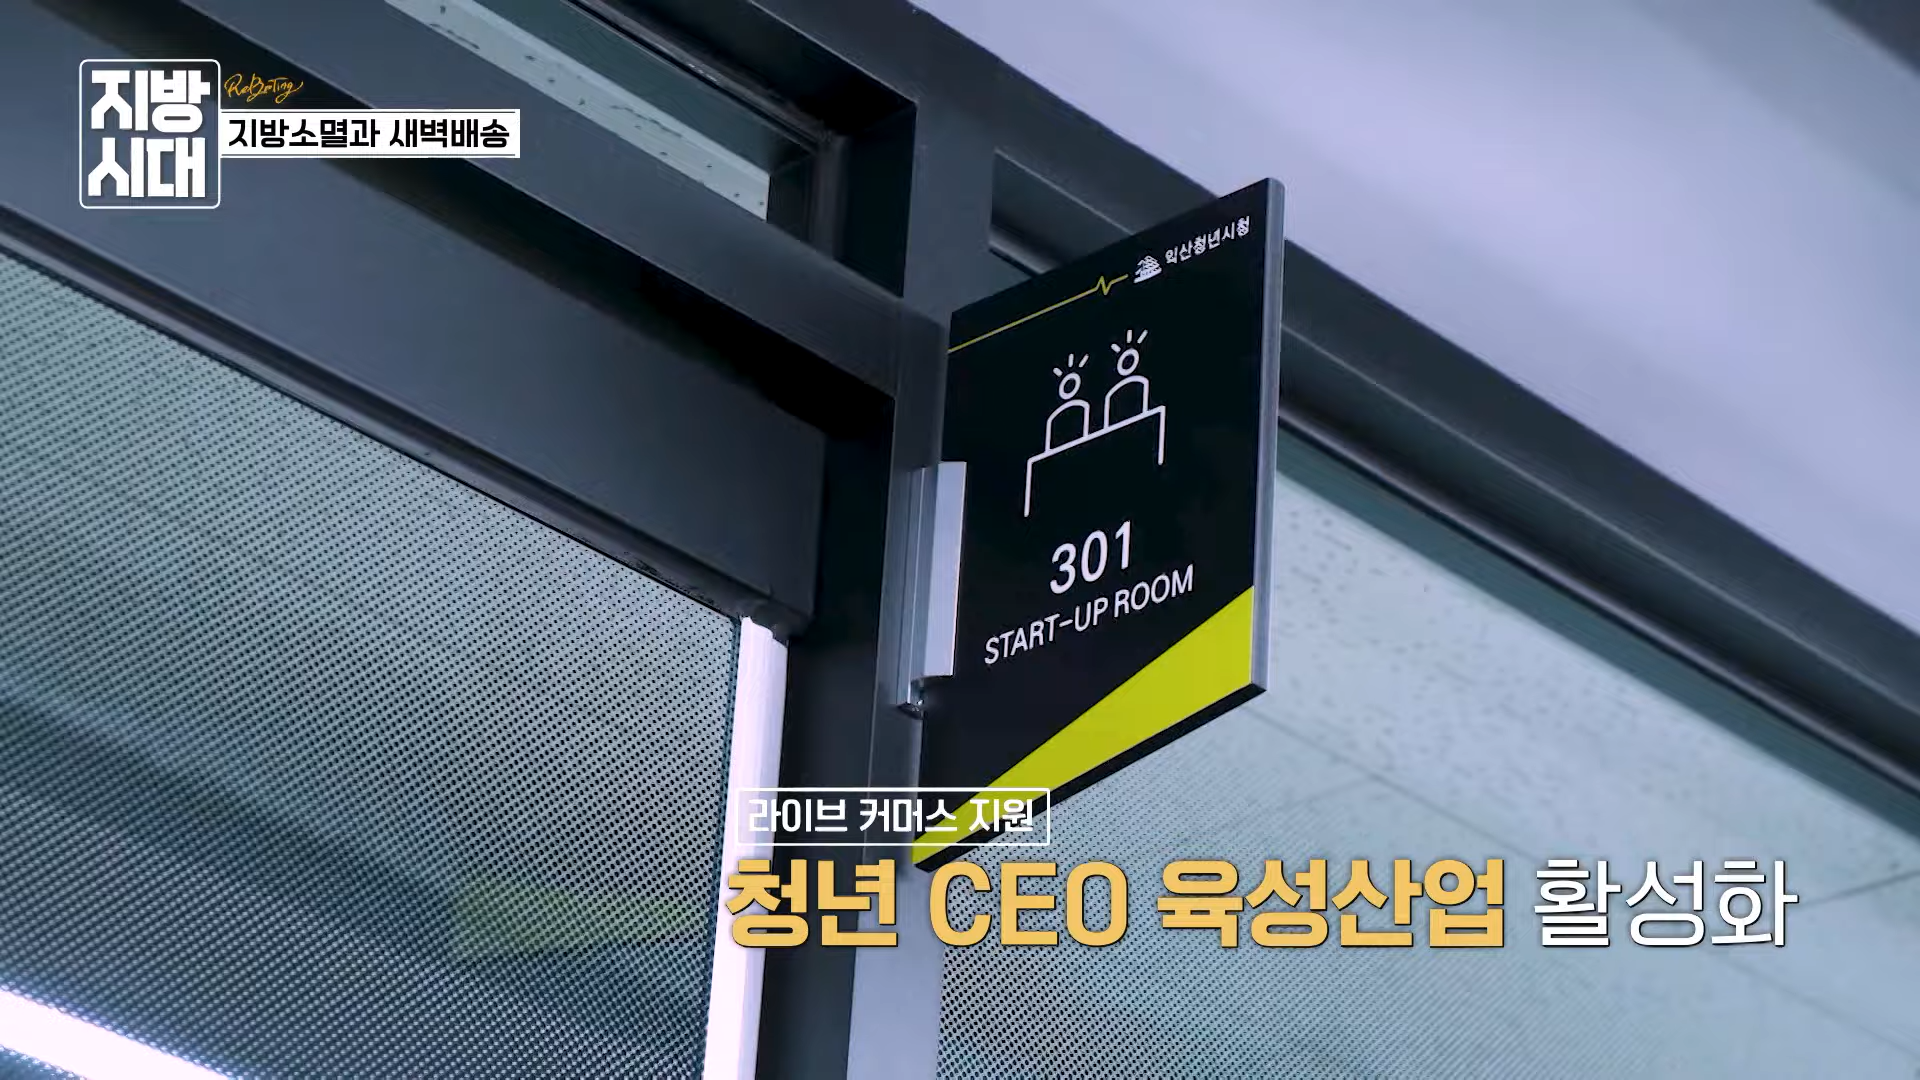 지방
시대
ReBooTing
지방소멸과 새벽배송
익산청년시청
301
START-UP ROOM
라이브 커머스 지원
청년 CEO 육성산업 활성화